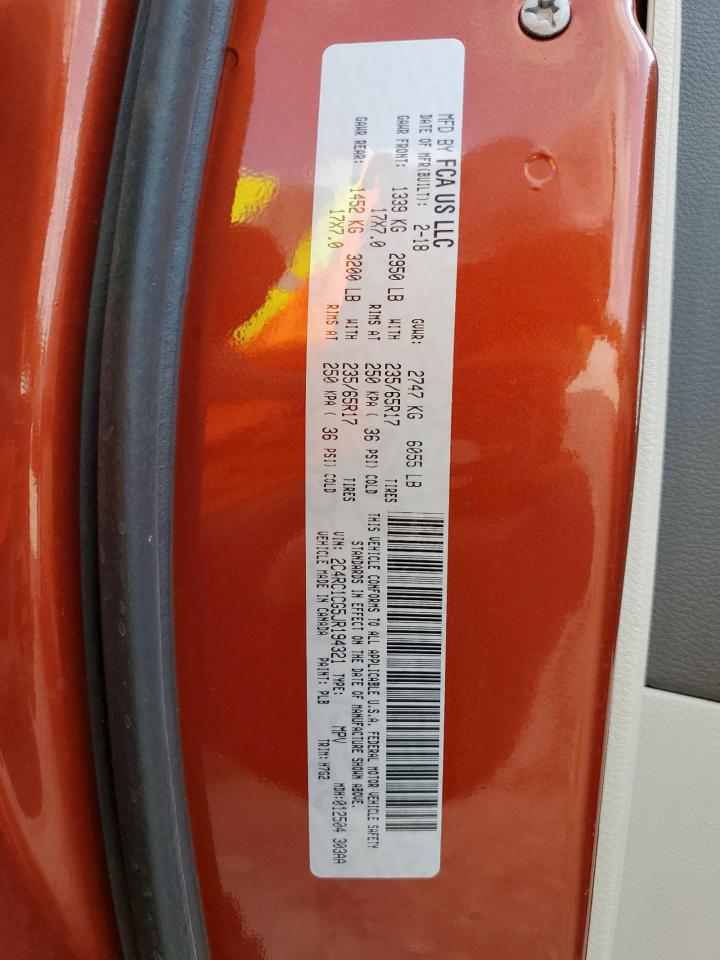 MFD BY FCA US LLC
DATE OF MFR(BUILT): 2-18 GVWR: 2747 KG 6055 LB
GAWR FRONT: 1339 KG 2950 LB WITH 235/65R17 TIRES
17X7.0 RIMS AT 250 KPA ( 36 PSI) COLD
GAWR REAR: 1452 KG 3200 LB WITH 235/65R17 TIRES
17X7.0 RIMS AT 250 KPA ( 36 PSI) COLD
THIS VEHICLE CONFORMS TO ALL APPLICABLE U.S.A. FEDERAL MOTOR VEHICLE SAFETY
STANDARDS IN EFFECT ON THE DATE OF MANUFACTURE SHOWN ABOVE.
VIN: 2C4RC1CG5JR194321 TYPE: MPV MDH:012504 303AA
VEHICLE MADE IN CANADA PAINT: PLB TRIM: H7G2